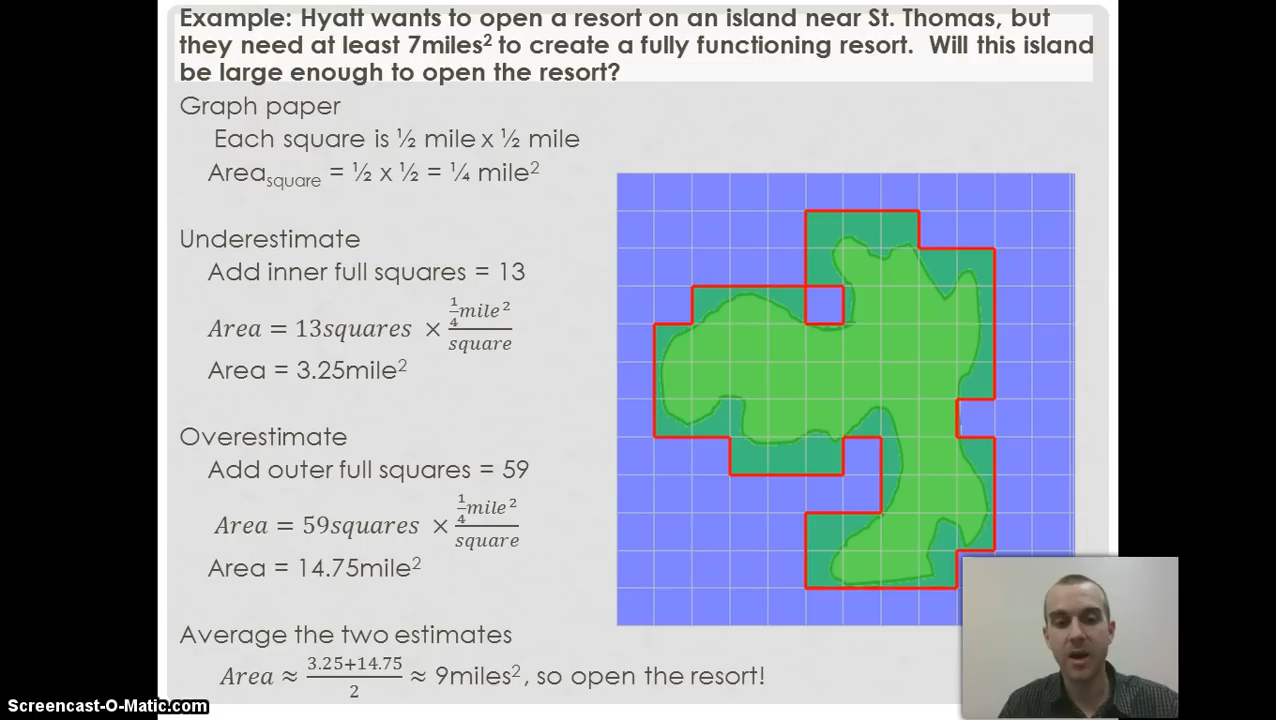 Example: Hyatt wants to open a resort on an island near St. Thomas, but
they need at least 7miles² to create a fully functioning resort.  Will this island
be large enough to open the resort?
Graph paper
Each square is ½ mile x ½ mile
Area_square = ½ x ½ = ¼ mile²
Underestimate
Add inner full squares = 13
Area = 13squares × (¼mile²)/square
Area = 3.25mile²
Overestimate
Add outer full squares = 59
Area = 59squares × (¼mile²)/square
Area = 14.75mile²
Average the two estimates
Area ≈ (3.25+14.75)/2 ≈ 9miles², so open the resort!
Screencast-O-Matic.com